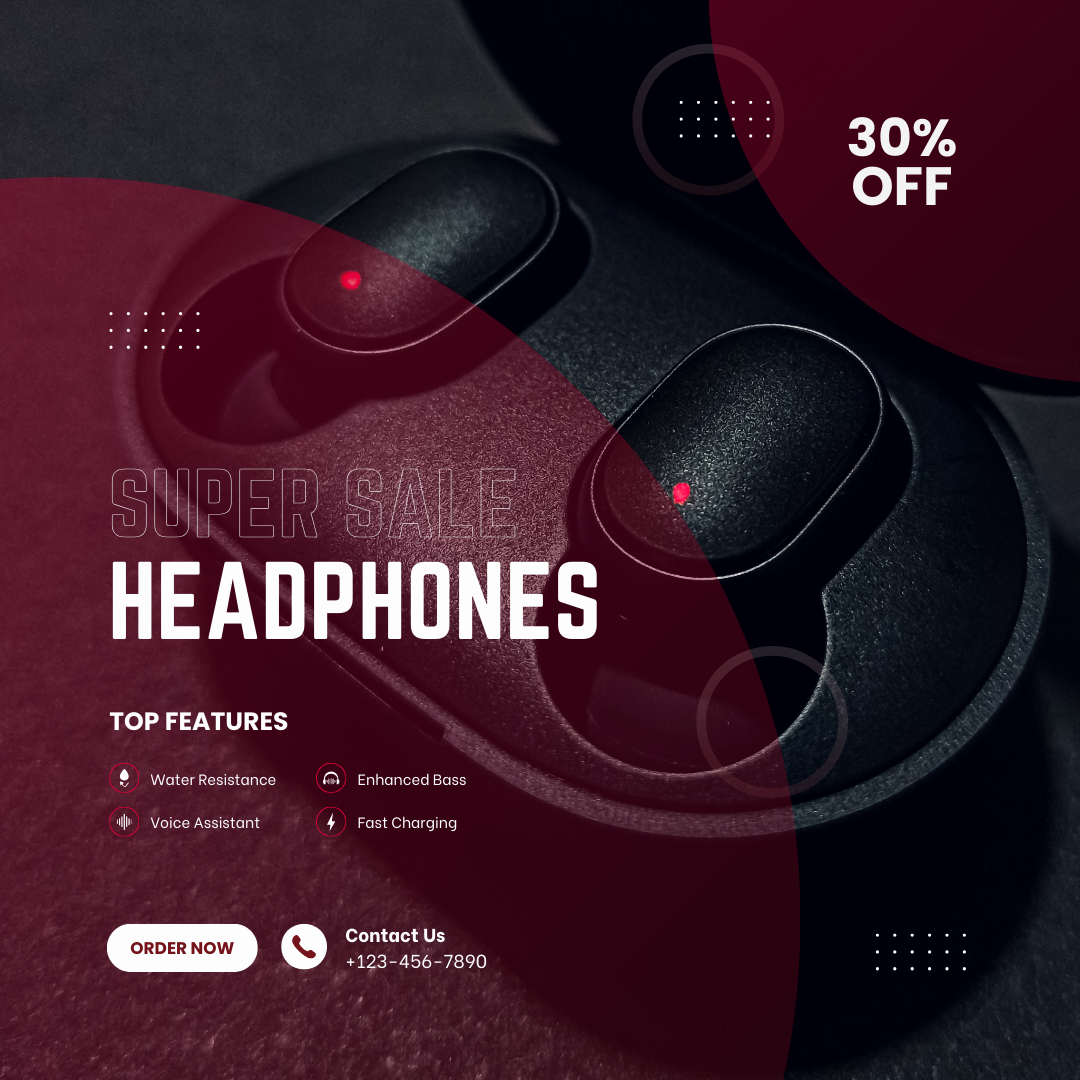 30%
OFF
SUPER SALE
HEADPHONES
TOP FEATURES
Water Resistance
Enhanced Bass
Voice Assistant
Fast Charging
ORDER NOW
Contact Us
+123-456-7890